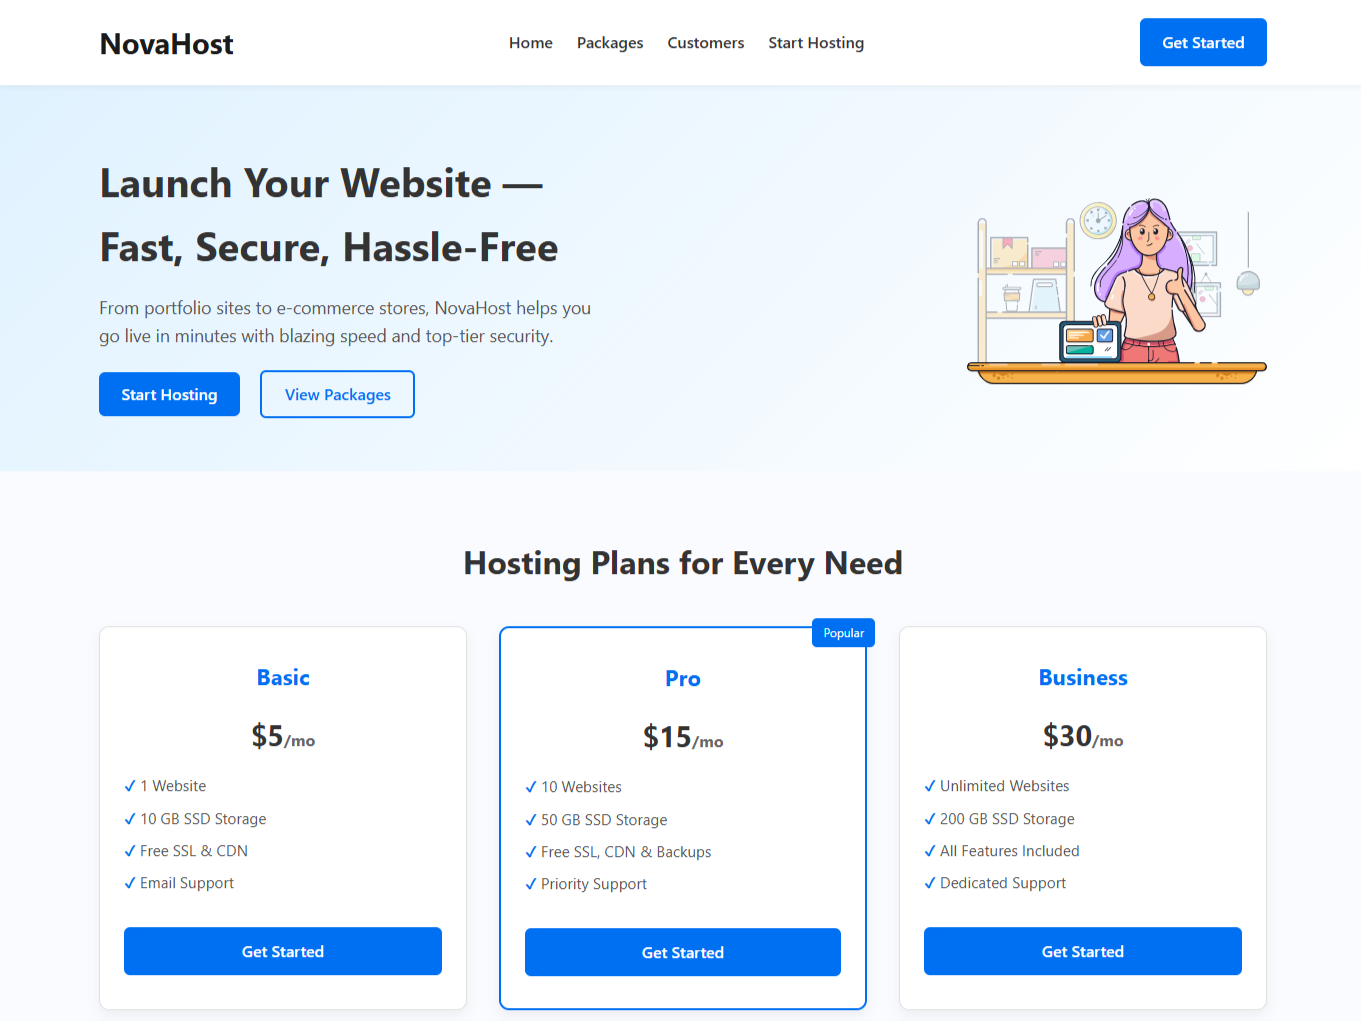 NovaHost
Home
Packages
Customers
Start Hosting
Get Started
Launch Your Website —
Fast, Secure, Hassle-Free
From portfolio sites to e-commerce stores, NovaHost helps you
go live in minutes with blazing speed and top-tier security.
Start Hosting
View Packages
Hosting Plans for Every Need
Basic
$5/mo
✓ 1 Website
✓ 10 GB SSD Storage
✓ Free SSL & CDN
✓ Email Support
Get Started
Popular
Pro
$15/mo
✓ 10 Websites
✓ 50 GB SSD Storage
✓ Free SSL, CDN & Backups
✓ Priority Support
Get Started
Business
$30/mo
✓ Unlimited Websites
✓ 200 GB SSD Storage
✓ All Features Included
✓ Dedicated Support
Get Started